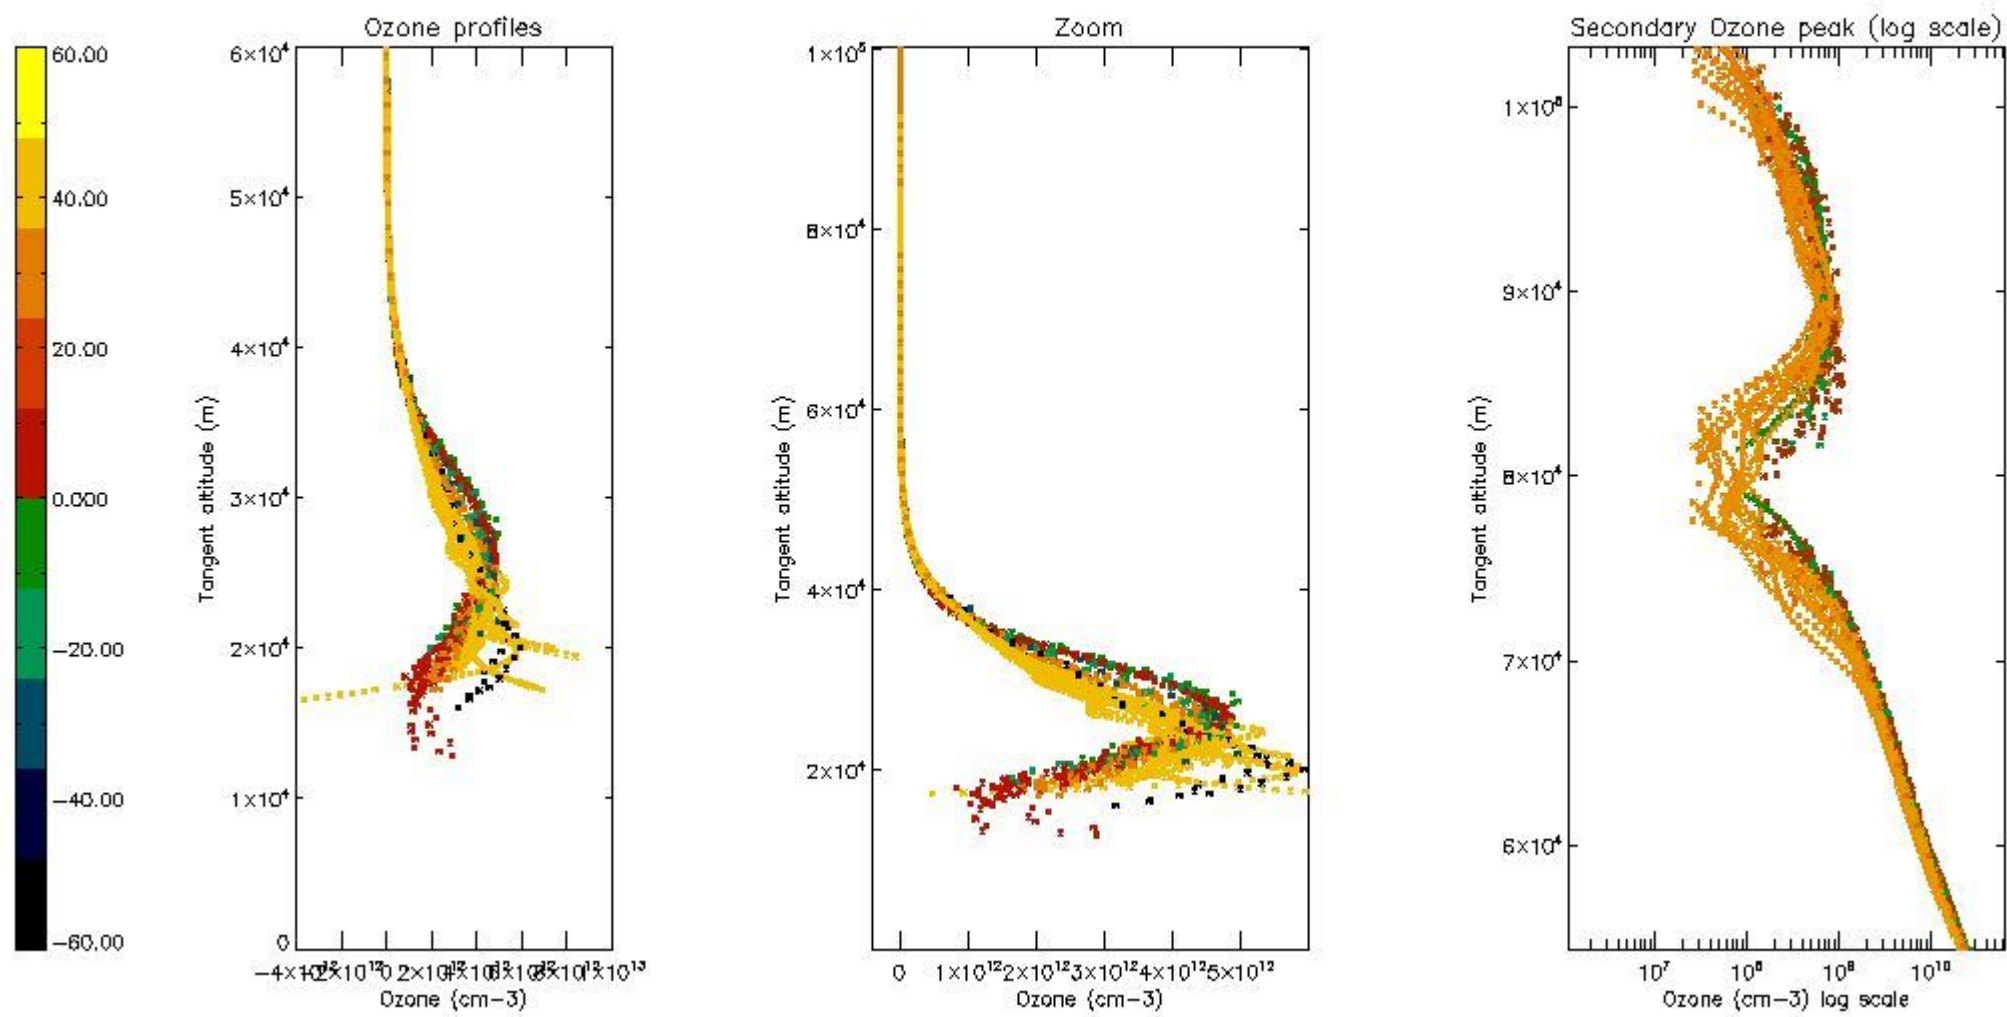 Ozone profiles
Zoom
Secondary Ozone peak (log scale)
60.00
40.00
20.00
0.000
−20.00
−40.00
−60.00
6×10⁴
5×10⁴
4×10⁴
3×10⁴
2×10⁴
1×10⁴
0
Tangent altitude (m)
Ozone (cm−3)
1×10⁵
8×10⁴
6×10⁴
4×10⁴
2×10⁴
Tangent altitude (m)
0 1×10¹² 2×10¹² 3×10¹² 4×10¹² 5×10¹²
Ozone (cm−3)
1×10⁵
9×10⁴
8×10⁴
7×10⁴
6×10⁴
Tangent altitude (m)
10⁷ 10⁸ 10⁹ 10¹⁰
Ozone (cm−3) log scale